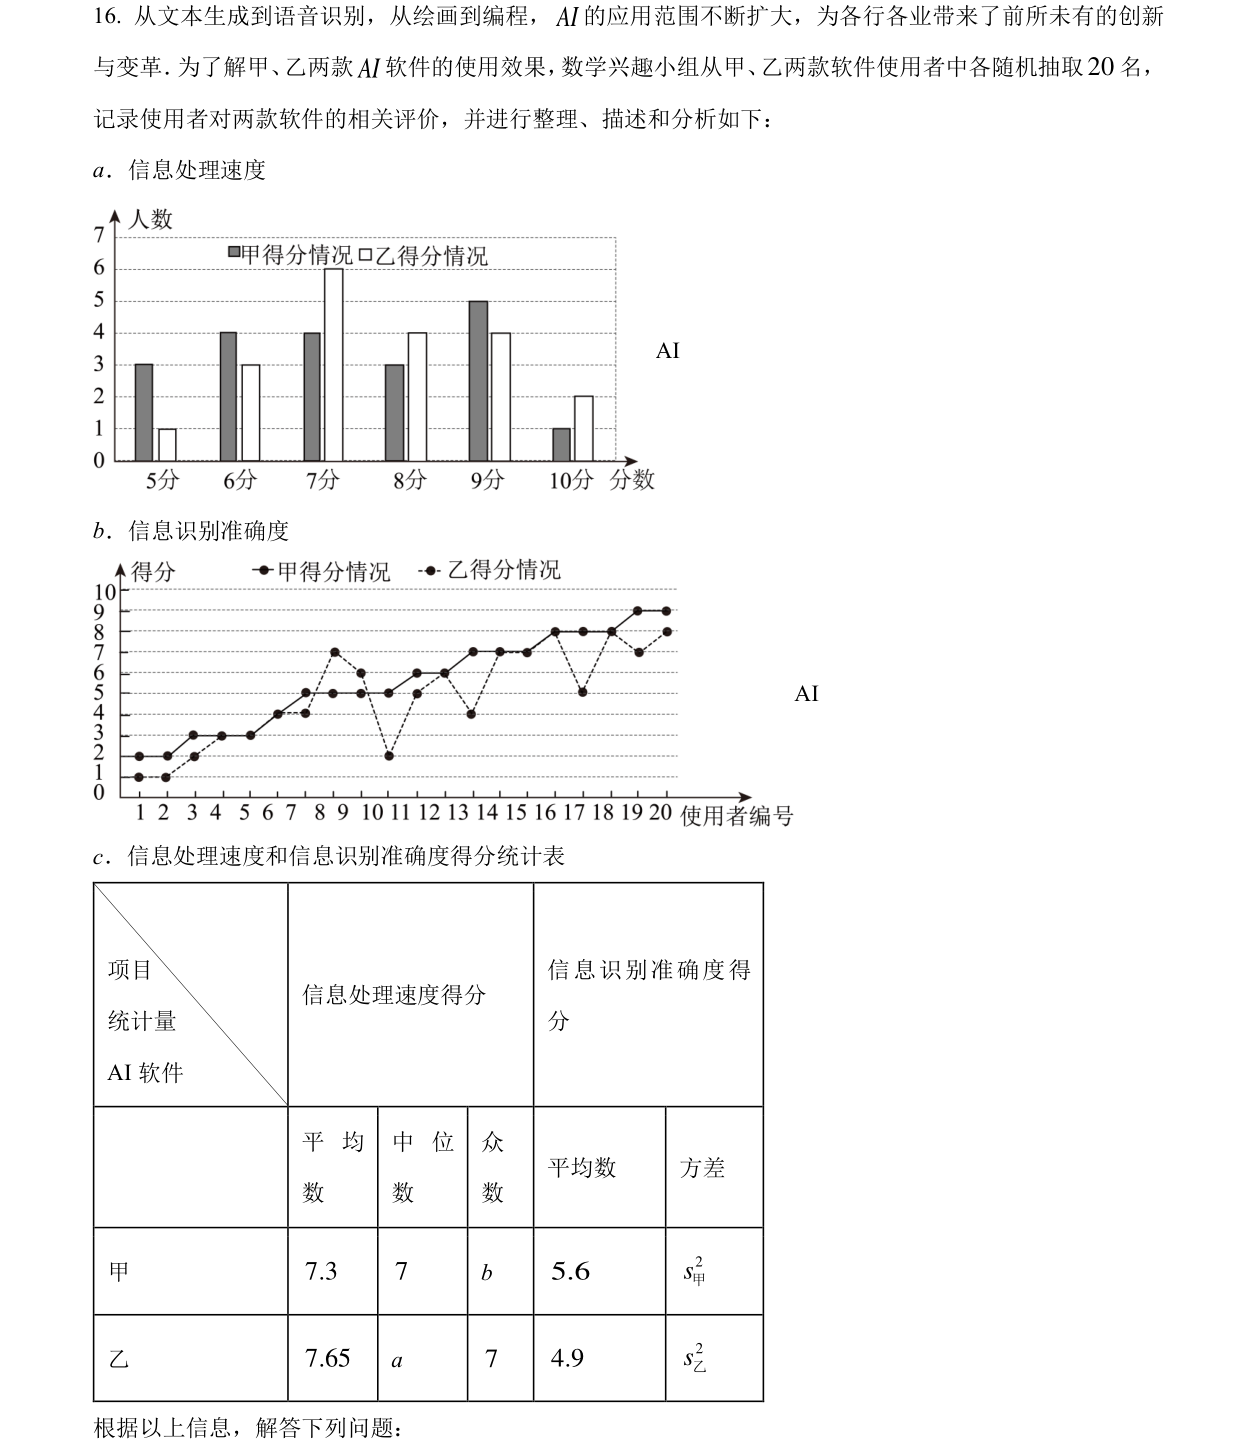 16. 从文本生成到语音识别，从绘画到编程，AI的应用范围不断扩大，为各行各业带来了前所未有的创新
与变革．为了解甲、乙两款AI软件的使用效果，数学兴趣小组从甲、乙两款软件使用者中各随机抽取20名，
记录使用者对两款软件的相关评价，并进行整理、描述和分析如下：
a．信息处理速度
人数
7
甲得分情况 乙得分情况
6
5
4
AI
3
2
1
0
5分 6分 7分 8分 9分 10分 分数
b．信息识别准确度
得分 甲得分情况 乙得分情况
10
9
8
7
6
5
AI
4
3
2
1
0
1 2 3 4 5 6 7 8 9 10 11 12 13 14 15 16 17 18 19 20 使用者编号
c．信息处理速度和信息识别准确度得分统计表
项目
统计量
AI 软件
信息处理速度得分
信息识别准确度得
分
平均
数
中位
数
众
数
平均数
方差
甲 7.3 7 b 5.6 s²甲
乙 7.65 a 7 4.9 s²乙
根据以上信息，解答下列问题：